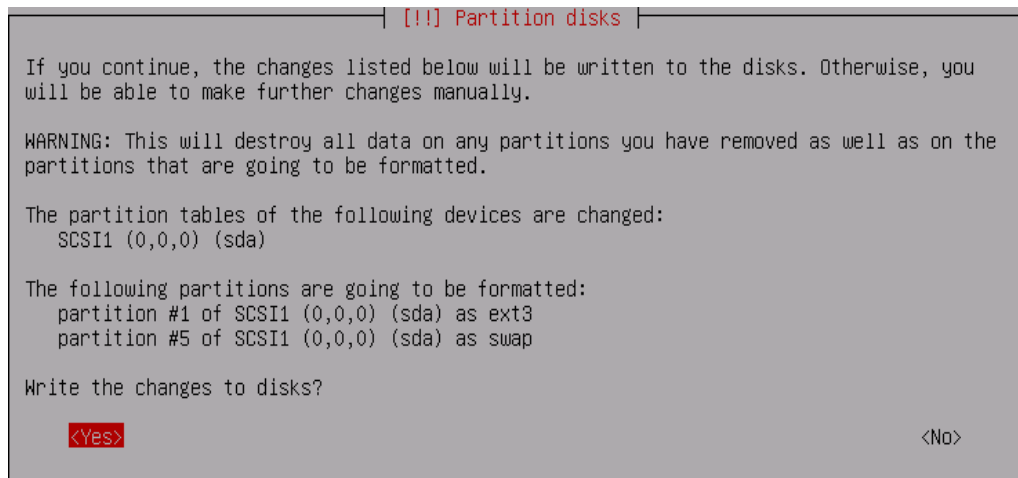 [!!] Partition disks
If you continue, the changes listed below will be written to the disks. Otherwise, you
will be able to make further changes manually.
WARNING: This will destroy all data on any partitions you have removed as well as on the
partitions that are going to be formatted.
The partition tables of the following devices are changed:
SCSI1 (0,0,0) (sda)
The following partitions are going to be formatted:
partition #1 of SCSI1 (0,0,0) (sda) as ext3
partition #5 of SCSI1 (0,0,0) (sda) as swap
Write the changes to disks?
<Yes> <No>